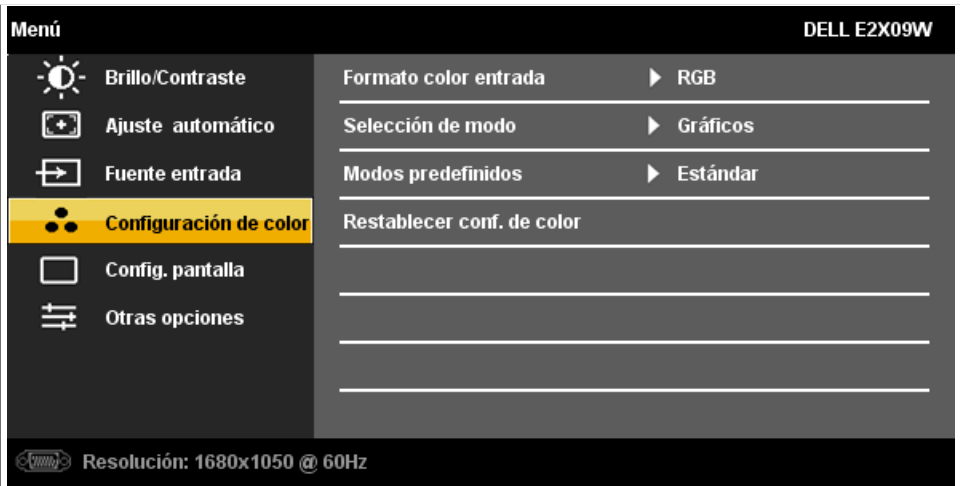 Menú DELL E2X09W
Brillo/Contraste Formato color entrada RGB
Ajuste automático Selección de modo Gráficos
Fuente entrada Modos predefinidos Estándar
Configuración de color Restablecer conf. de color
Config. pantalla
Otras opciones
Resolución: 1680x1050 @ 60Hz